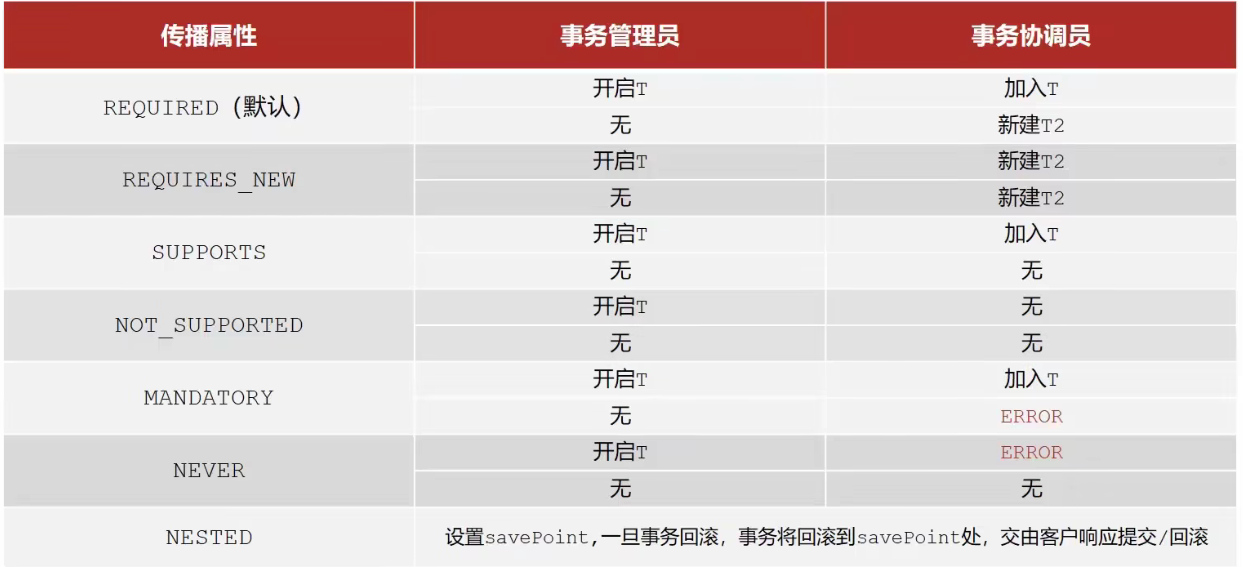 传播属性 事务管理员 事务协调员
REQUIRED（默认） 开启T 加入T
无 新建T2
REQUIRES_NEW 开启T 新建T2
无 新建T2
SUPPORTS 开启T 加入T
无 无
NOT_SUPPORTED 开启T 无
无 无
MANDATORY 开启T 加入T
无 ERROR
NEVER 开启T ERROR
无 无
NESTED 设置savePoint,一旦事务回滚，事务将回滚到savePoint处，交由客户响应提交/回滚